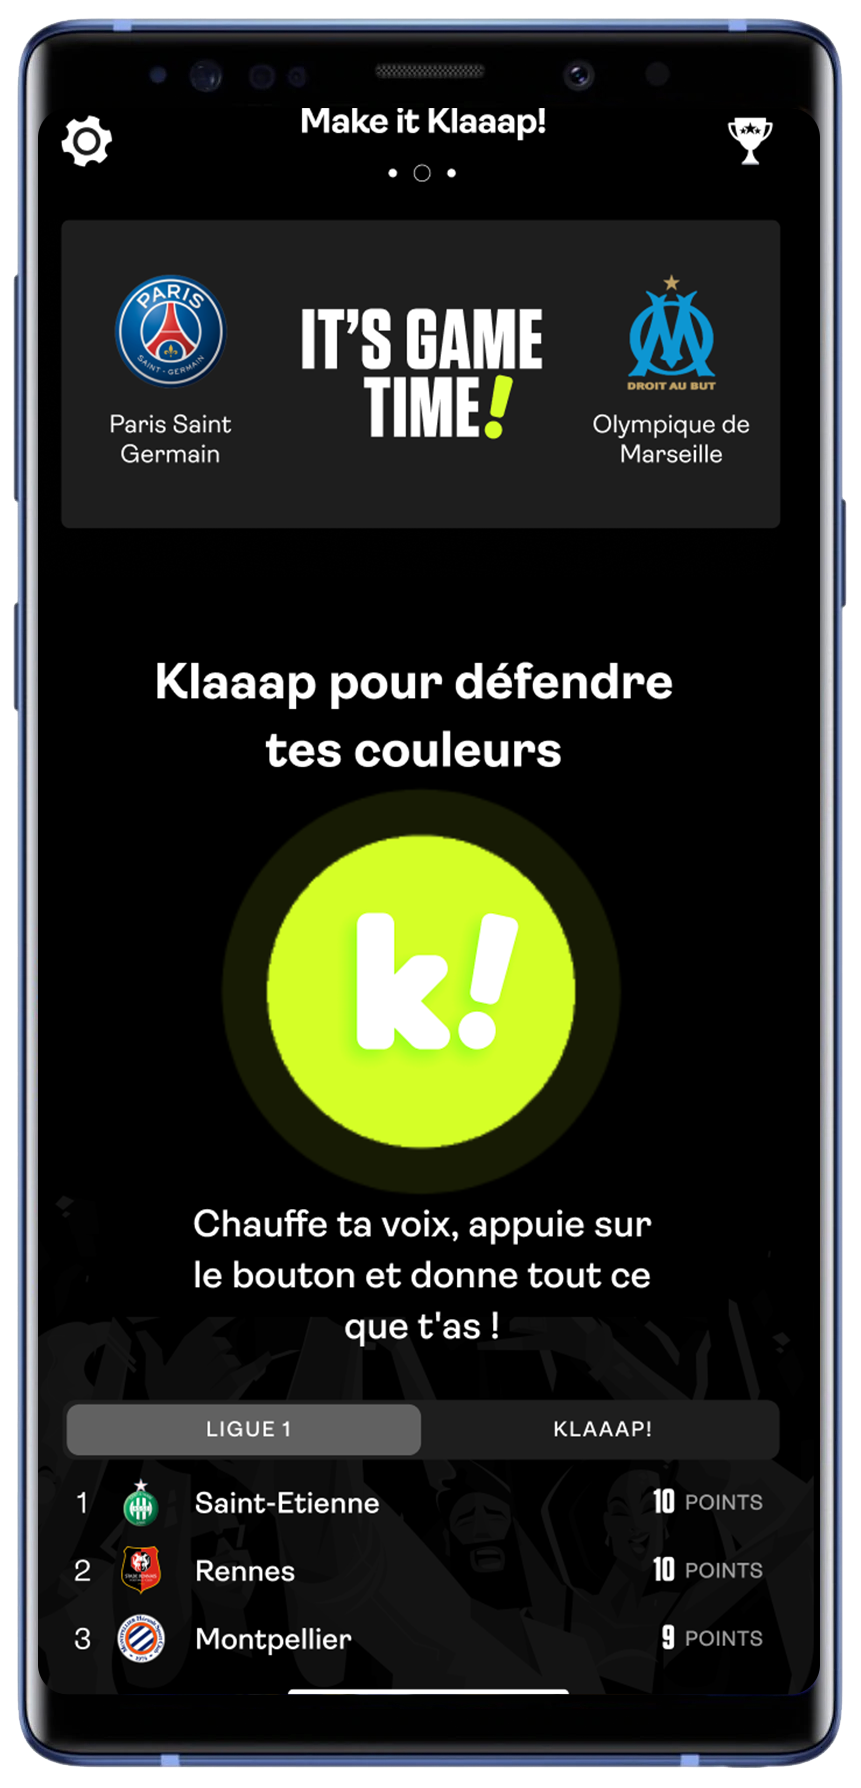 Make it Klaaap!
PARIS
SAINT-GERMAIN
Paris Saint
Germain
IT'S GAME
TIME!
DROIT AU BUT
Olympique de
Marseille
Klaaap pour défendre
tes couleurs
k!
Chauffe ta voix, appuie sur
le bouton et donne tout ce
que t'as !
LIGUE 1
KLAAAP!
1 Saint-Etienne 10 POINTS
2 Rennes 10 POINTS
3 Montpellier 9 POINTS